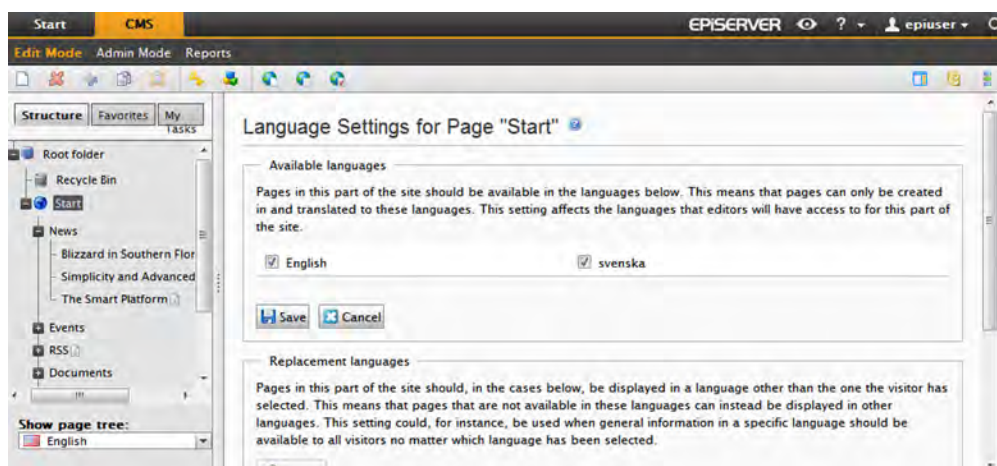 Start CMS EPiSERVER ? epiuser
Edit Mode Admin Mode Reports
Structure Favorites My Tasks
Root folder
Recycle Bin
Start
News
Blizzard in Southern Flor
Simplicity and Advanced
The Smart Platform
Events
RSS
Documents
Show page tree:
English
Language Settings for Page "Start"
Available languages
Pages in this part of the site should be available in the languages below. This means that pages can only be created
in and translated to these languages. This setting affects the languages that editors will have access to for this part of
the site.
English svenska
Save Cancel
Replacement languages
Pages in this part of the site should, in the cases below, be displayed in a language other than the one the visitor has
selected. This means that pages that are not available in these languages can instead be displayed in other
languages. This setting could, for instance, be used when general information in a specific language should be
available to all visitors no matter which language has been selected.